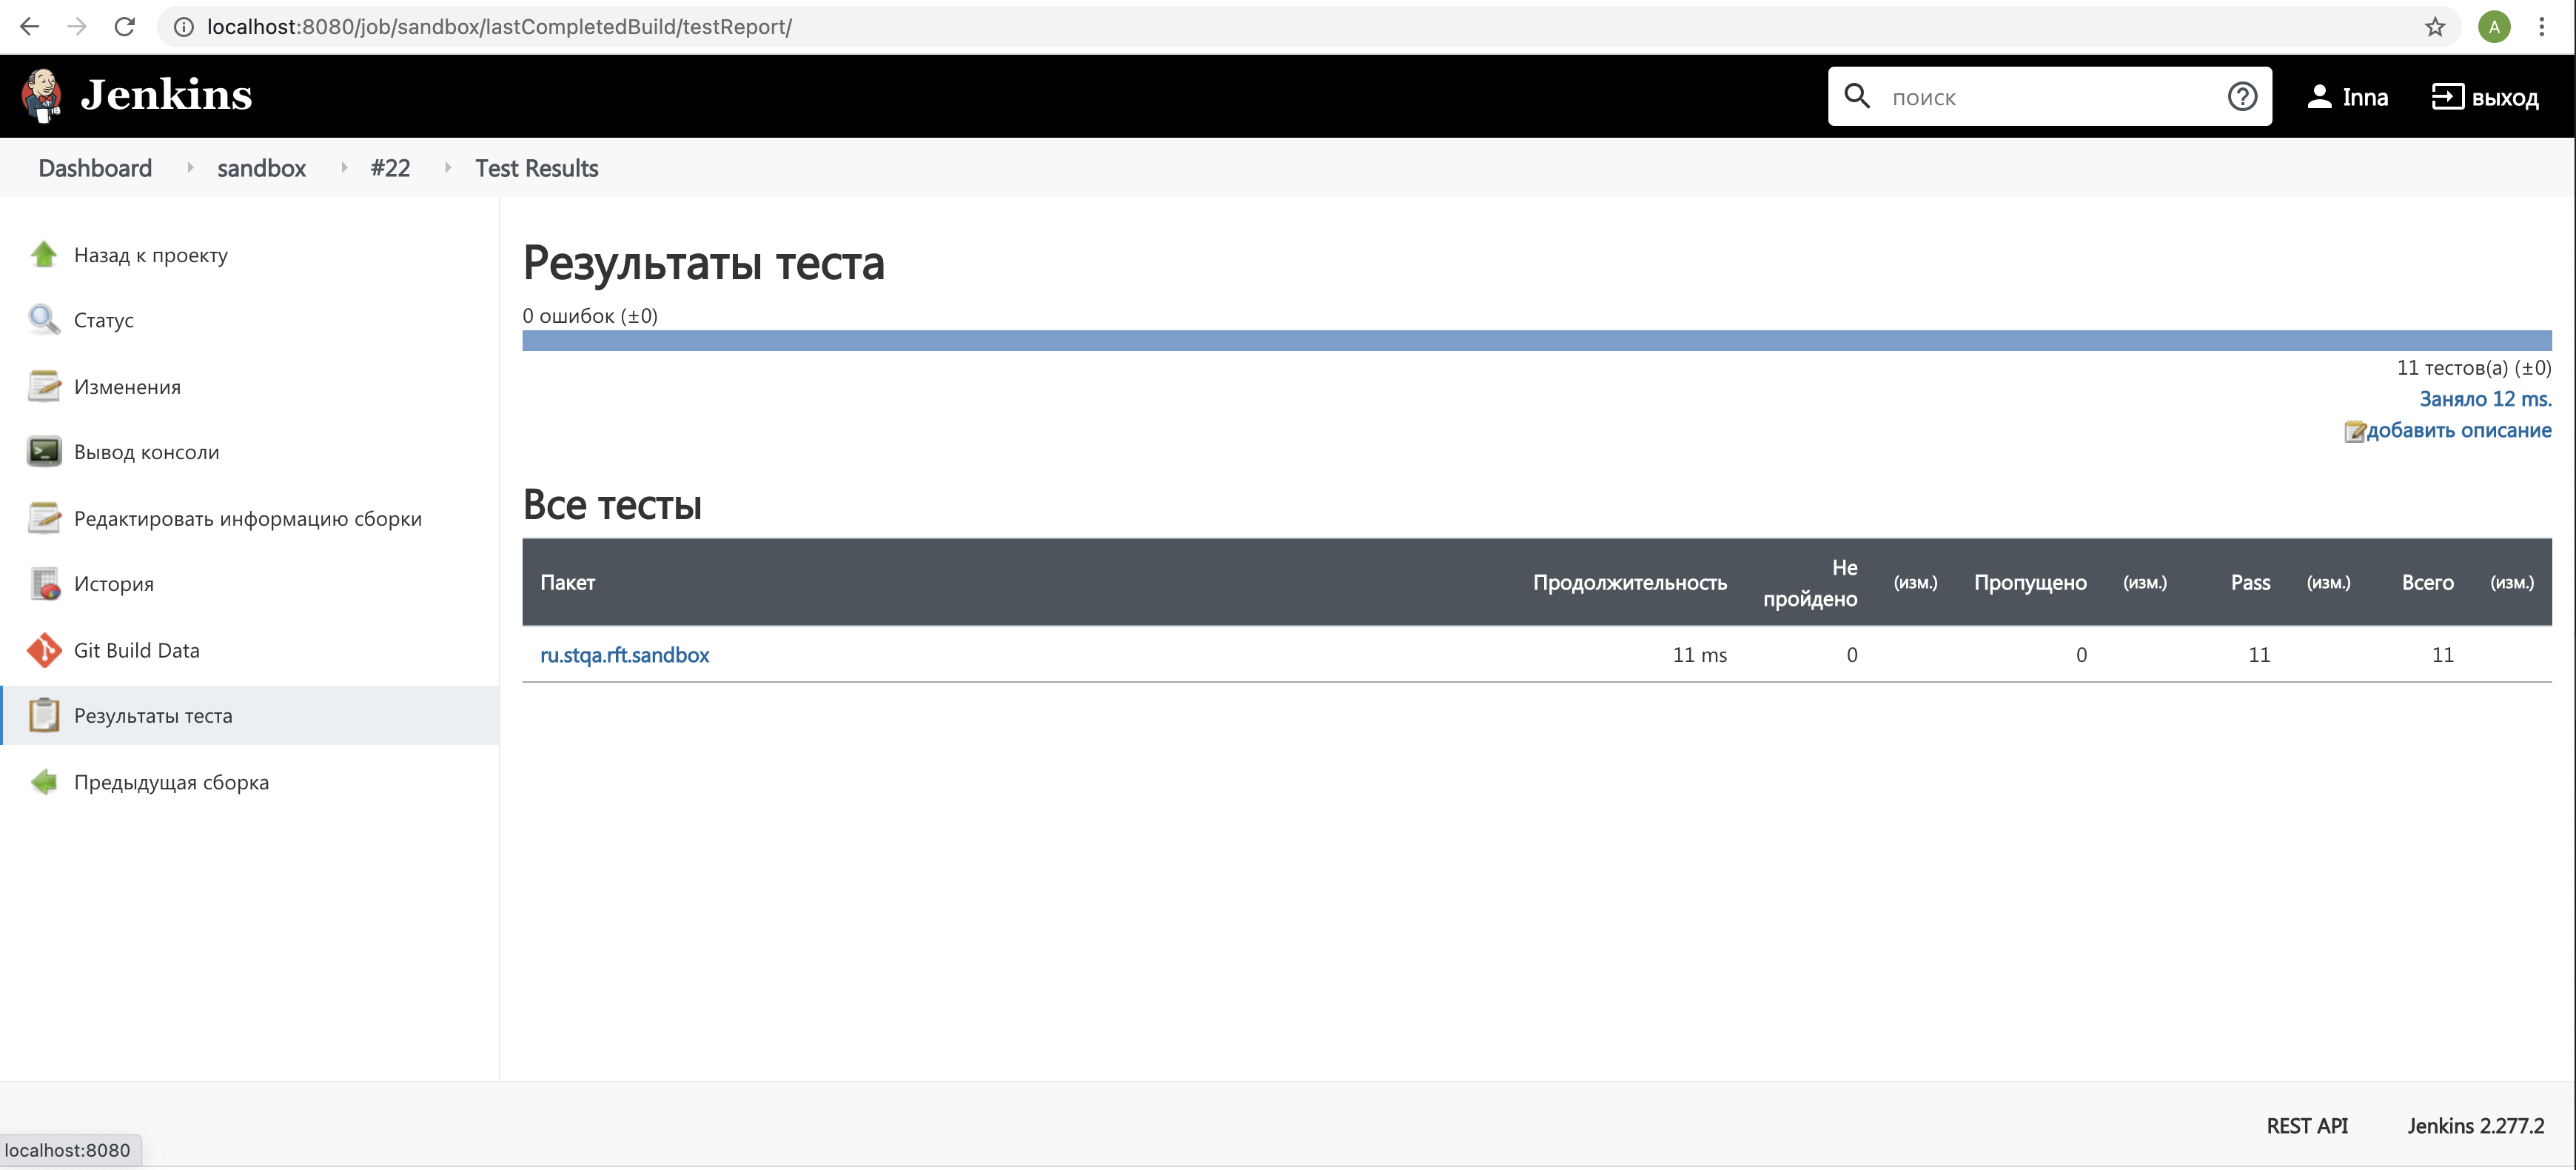 localhost:8080/job/sandbox/lastCompletedBuild/testReport/
A
Jenkins
поиск
Inna
выход
Dashboard
sandbox
#22
Test Results
Назад к проекту
Статус
Изменения
Вывод консоли
Редактировать информацию сборки
История
Git Build Data
Результаты теста
Предыдущая сборка
Результаты теста
0 ошибок (±0)
11 тестов(а) (±0)
Заняло 12 ms.
добавить описание
Все тесты
Пакет Продолжительность Не пройдено (изм.) Пропущено (изм.) Pass (изм.) Всего (изм.)
ru.stqa.rft.sandbox 11 ms 0 0 11 11
REST API
Jenkins 2.277.2
localhost:8080